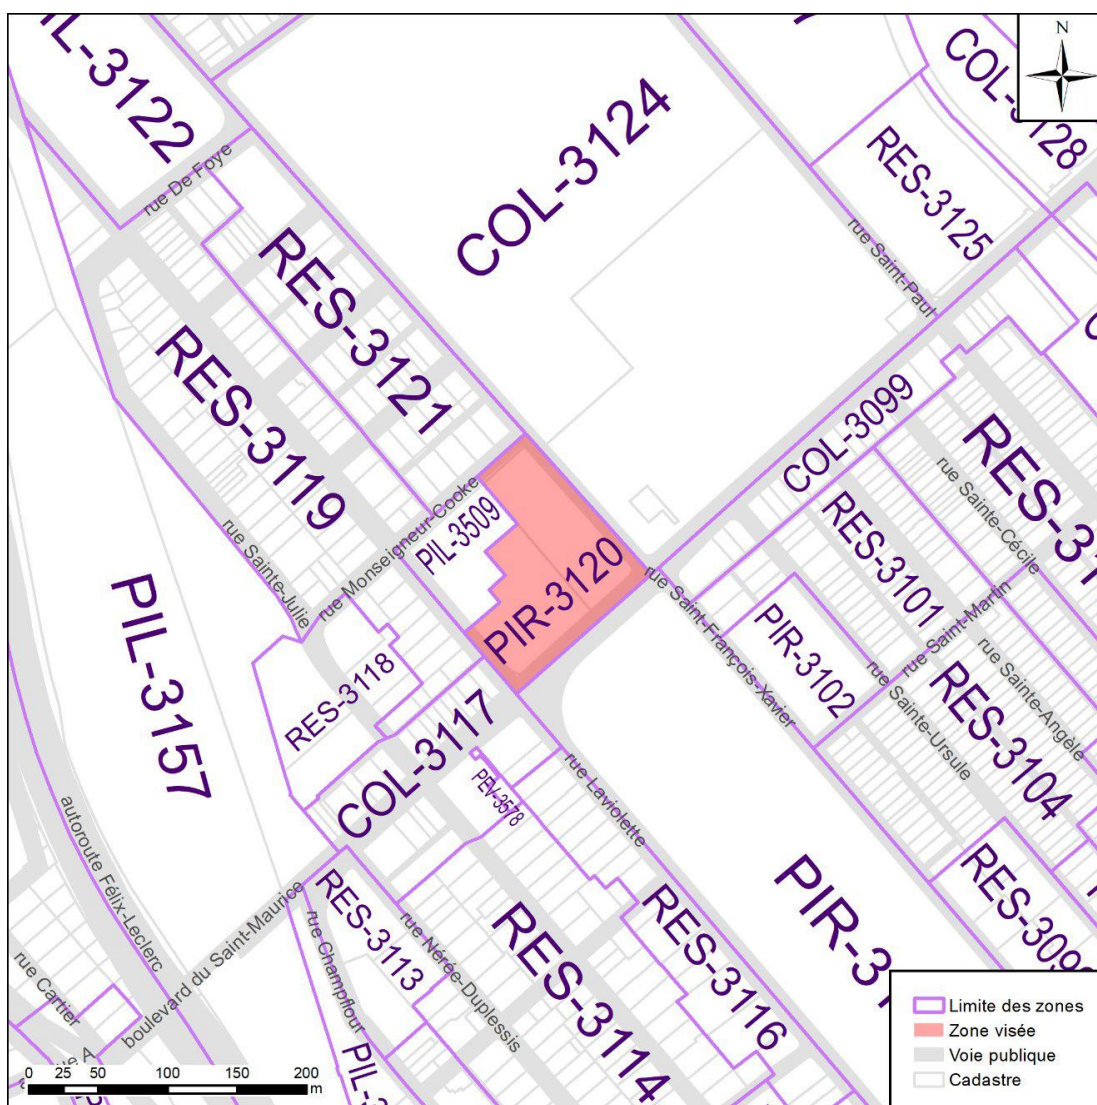 N
COL-3124
rue De Foye
RES-3125
rue Saint-Paul
RES-3121
RES-3119
COL-3099
rue Monseigneur-Cooke
PIL-3509
rue Sainte-Julie
PIR-3120
rue Sainte-Cécile
RES-3101
rue Saint-François-Xavier
rue Saint-Martin
PIR-3102
rue Sainte-Angèle
rue Sainte-Ursule
RES-3104
PIL-3157
RES-3118
COL-3117
PEV-3578
rue Laviolette
autoroute Félix-Leclerc
boulevard du Saint-Maurice
RES-3113
rue Champflour
rue Nérée-Duplessis
RES-3114
RES-3116
PIR-31
RES-309
rue Cartier
Limite des zones
Zone visée
Voie publique
Cadastre
0 25 50 100 150 200
m